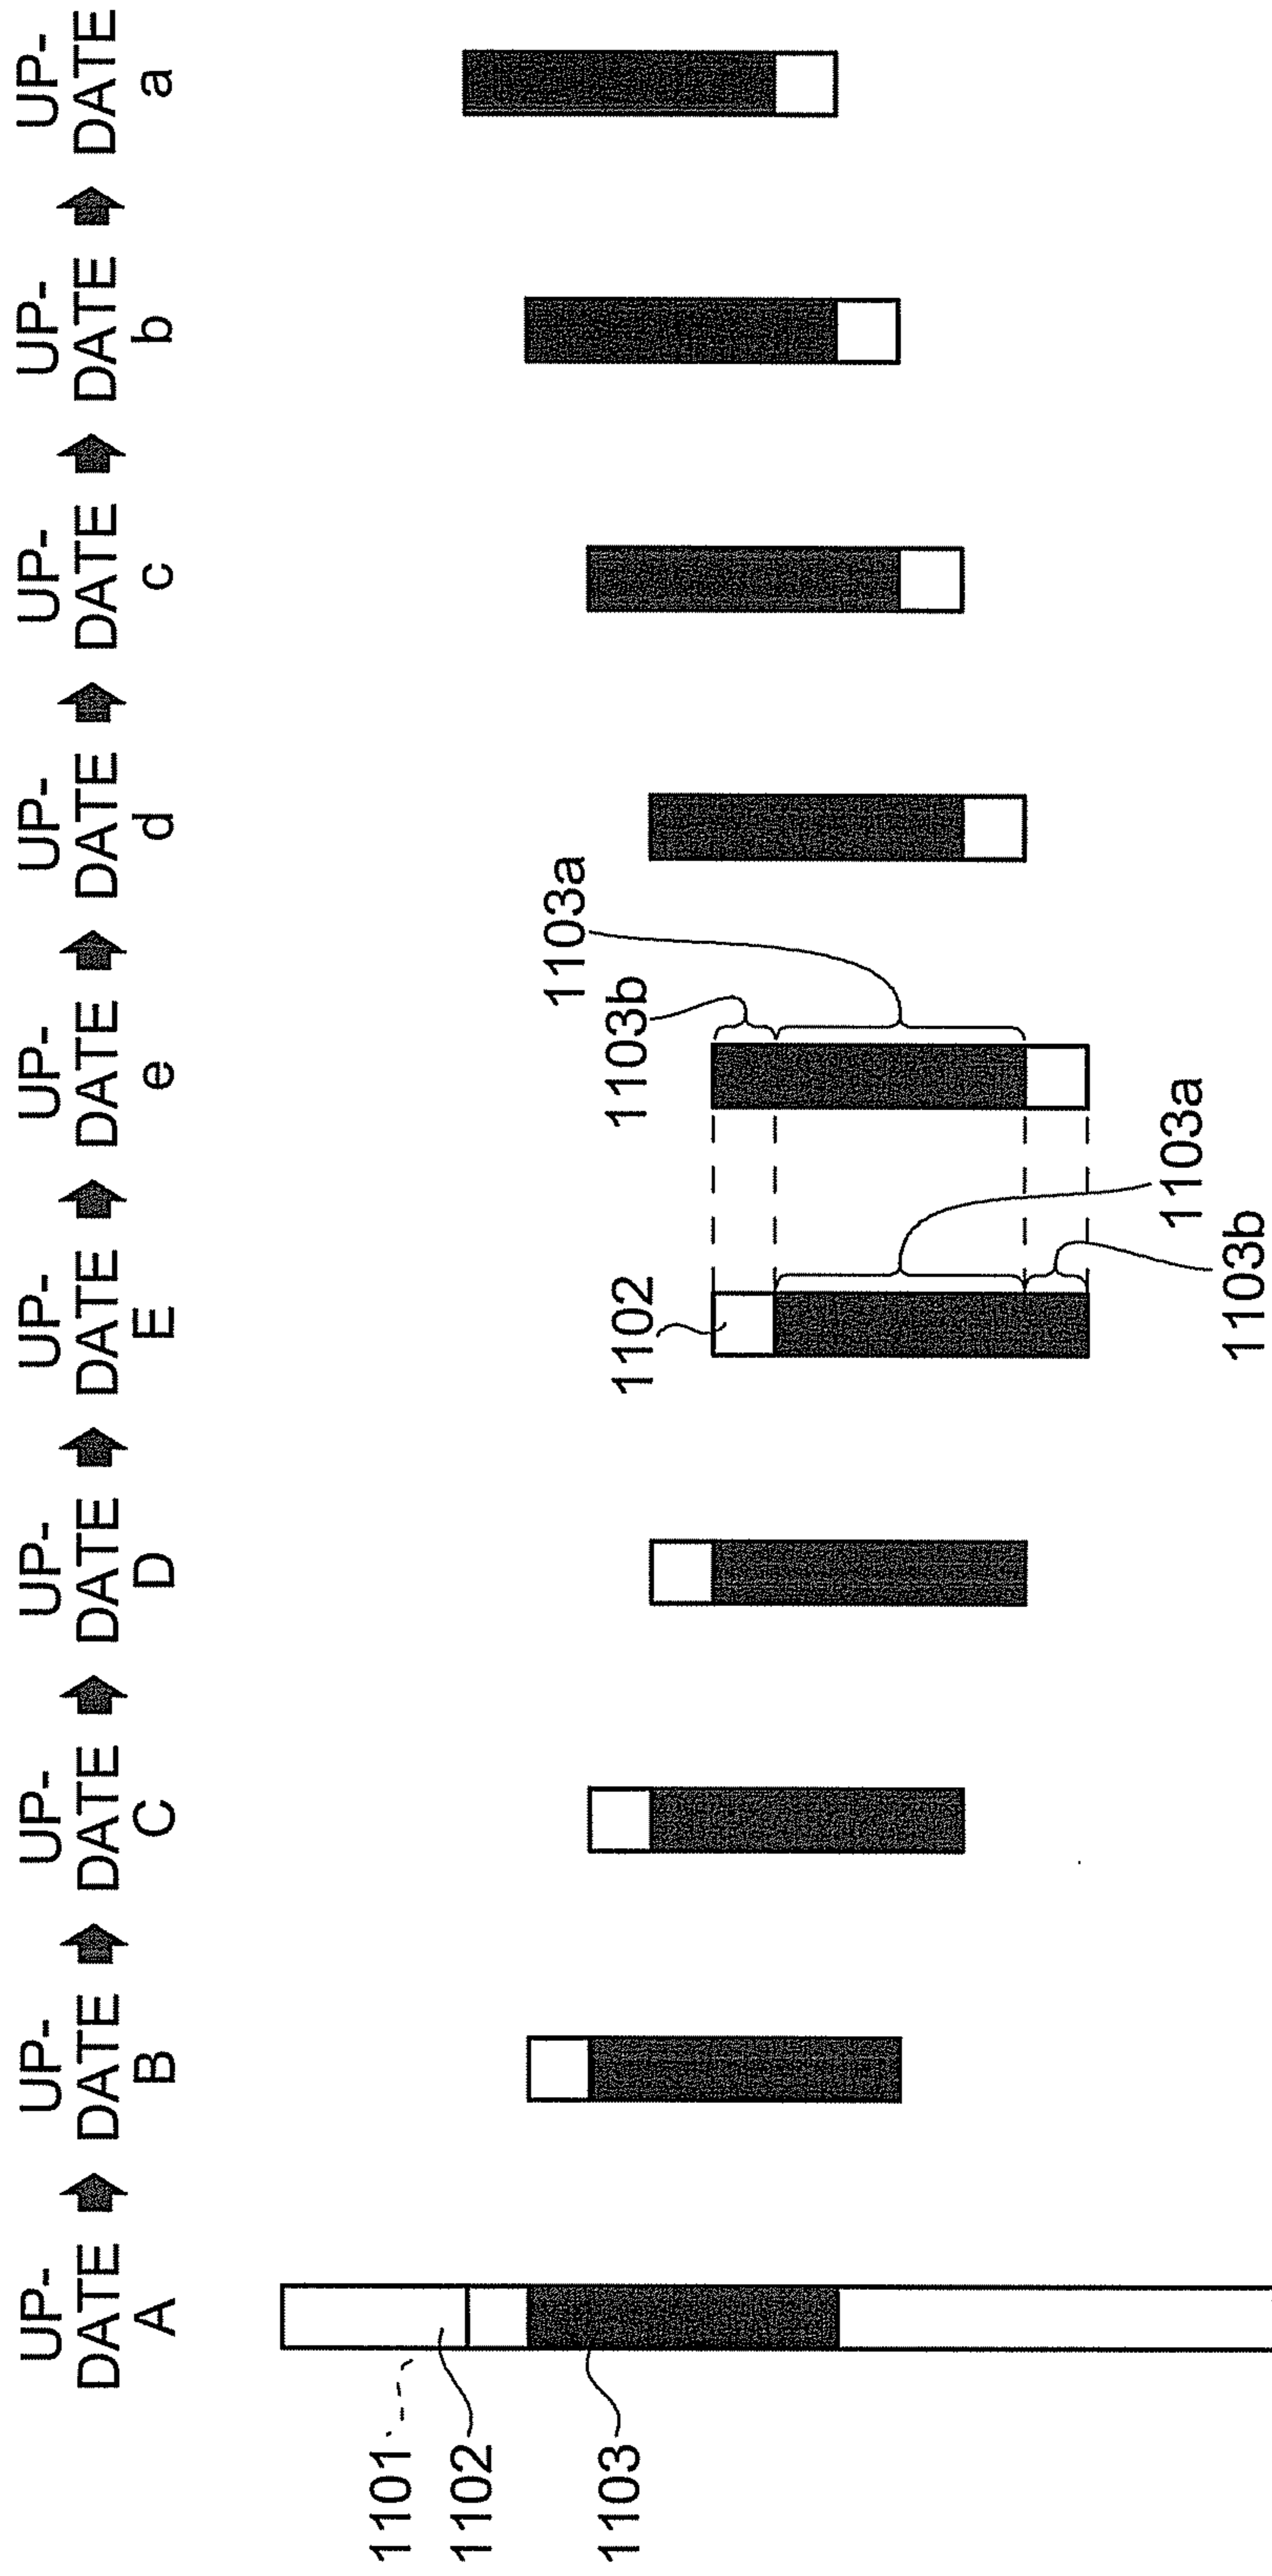 UP-
DATE
A
UP-
DATE
B
UP-
DATE
C
UP-
DATE
D
UP-
DATE
E
UP-
DATE
e
UP-
DATE
d
UP-
DATE
c
UP-
DATE
b
UP-
DATE
a
1101
1102
1103
1102
1103a
1103b
1103b
1103a